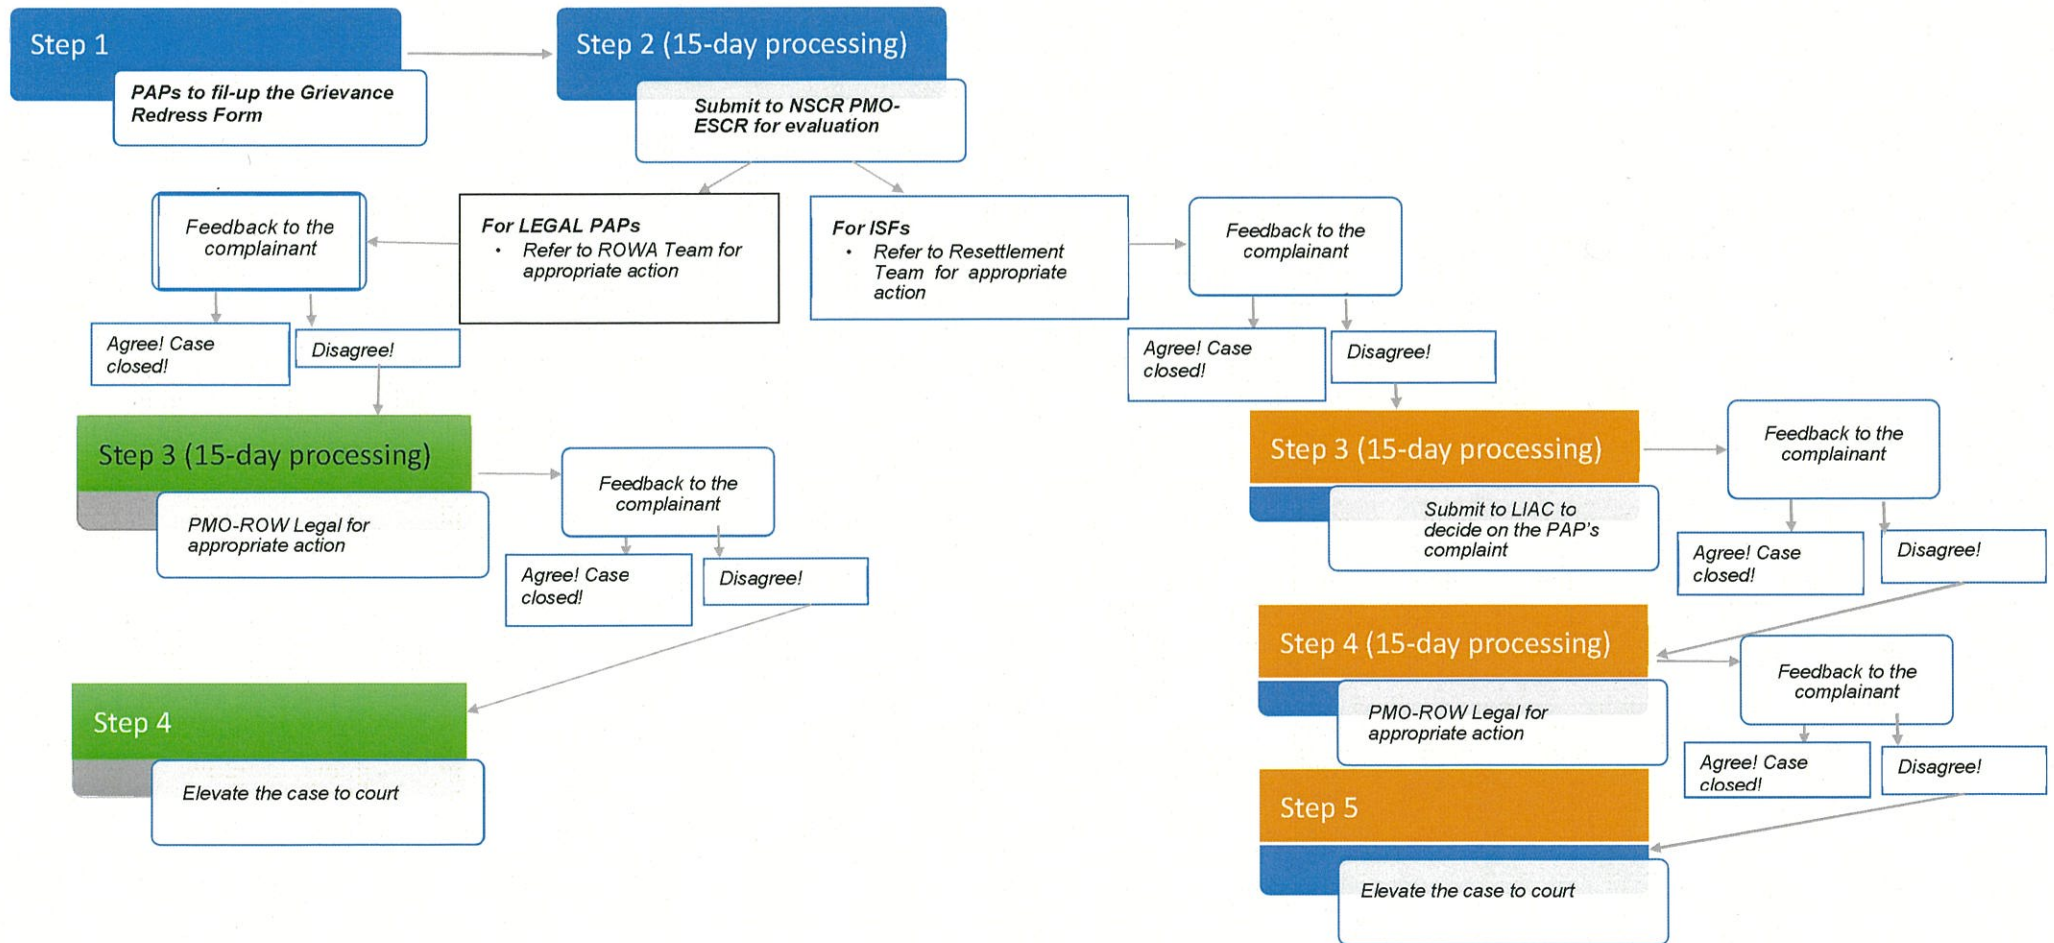 Step 1
PAPs to fil-up the Grievance
Redress Form
Step 2 (15-day processing)
Submit to NSCR PMO-
ESCR for evaluation
Feedback to the
complainant
For LEGAL PAPs
• Refer to ROWA Team for
appropriate action
For ISFs
• Refer to Resettlement
Team for appropriate
action
Feedback to the
complainant
Agree! Case
closed!
Disagree!
Agree! Case
closed!
Disagree!
Step 3 (15-day processing)
PMO-ROW Legal for
appropriate action
Feedback to the
complainant
Agree! Case
closed!
Disagree!
Step 3 (15-day processing)
Submit to LIAC to
decide on the PAP's
complaint
Feedback to the
complainant
Agree! Case
closed!
Disagree!
Step 4
Elevate the case to court
Step 4 (15-day processing)
PMO-ROW Legal for
appropriate action
Feedback to the
complainant
Agree! Case
closed!
Disagree!
Step 5
Elevate the case to court